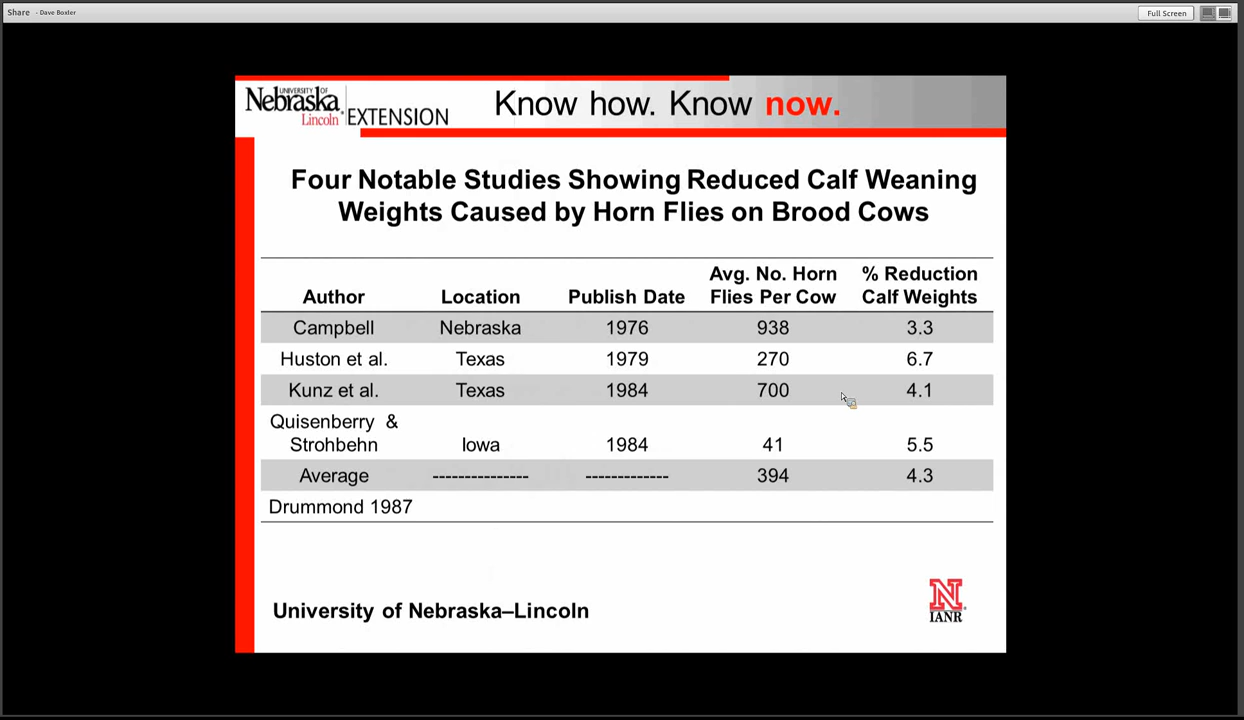 Share - Dave Boxler
Full Screen
UNIVERSITY OF
Nebraska
Lincoln
EXTENSION
Know how. Know now.
Four Notable Studies Showing Reduced Calf Weaning
Weights Caused by Horn Flies on Brood Cows
Author Location Publish Date Avg. No. Horn Flies Per Cow % Reduction Calf Weights
Campbell Nebraska 1976 938 3.3
Huston et al. Texas 1979 270 6.7
Kunz et al. Texas 1984 700 4.1
Quisenberry &
Strohbehn Iowa 1984 41 5.5
Average --------------- ------------- 394 4.3
Drummond 1987
University of Nebraska–Lincoln
N
IANR